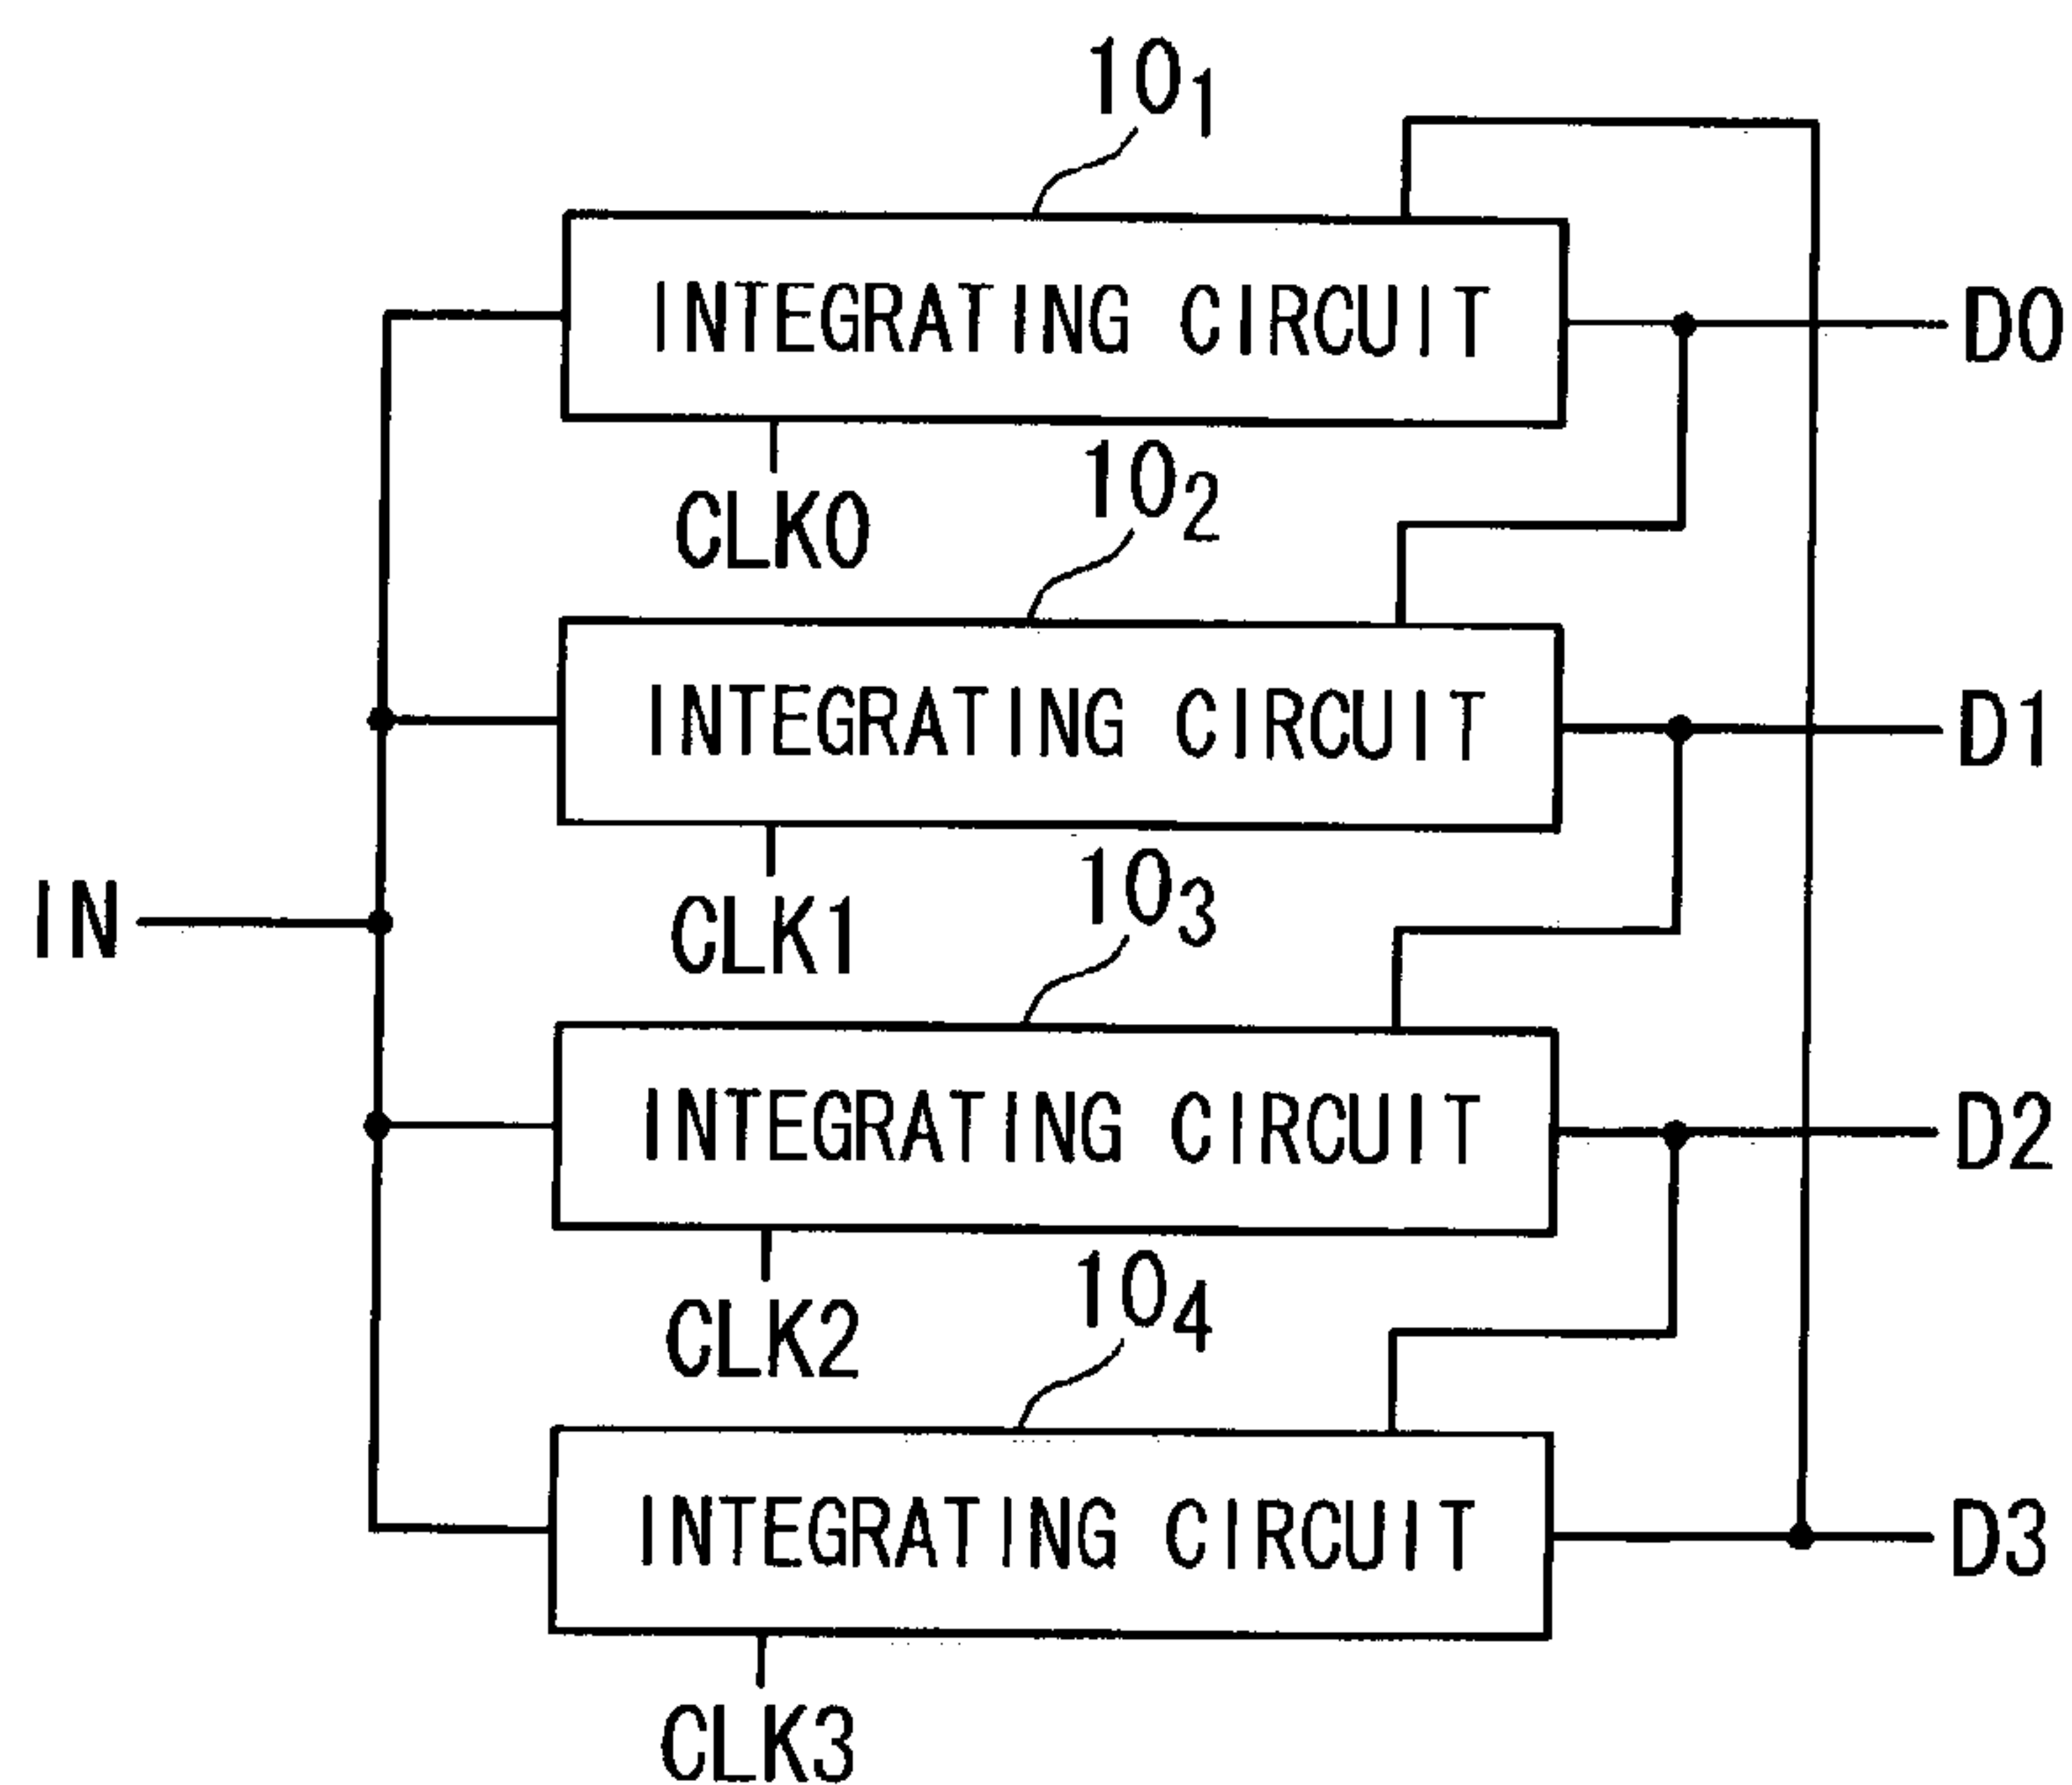 10₁
INTEGRATING CIRCUIT
D0
CLK0
10₂
INTEGRATING CIRCUIT
D1
IN
CLK1
10₃
INTEGRATING CIRCUIT
D2
CLK2
10₄
INTEGRATING CIRCUIT
D3
CLK3